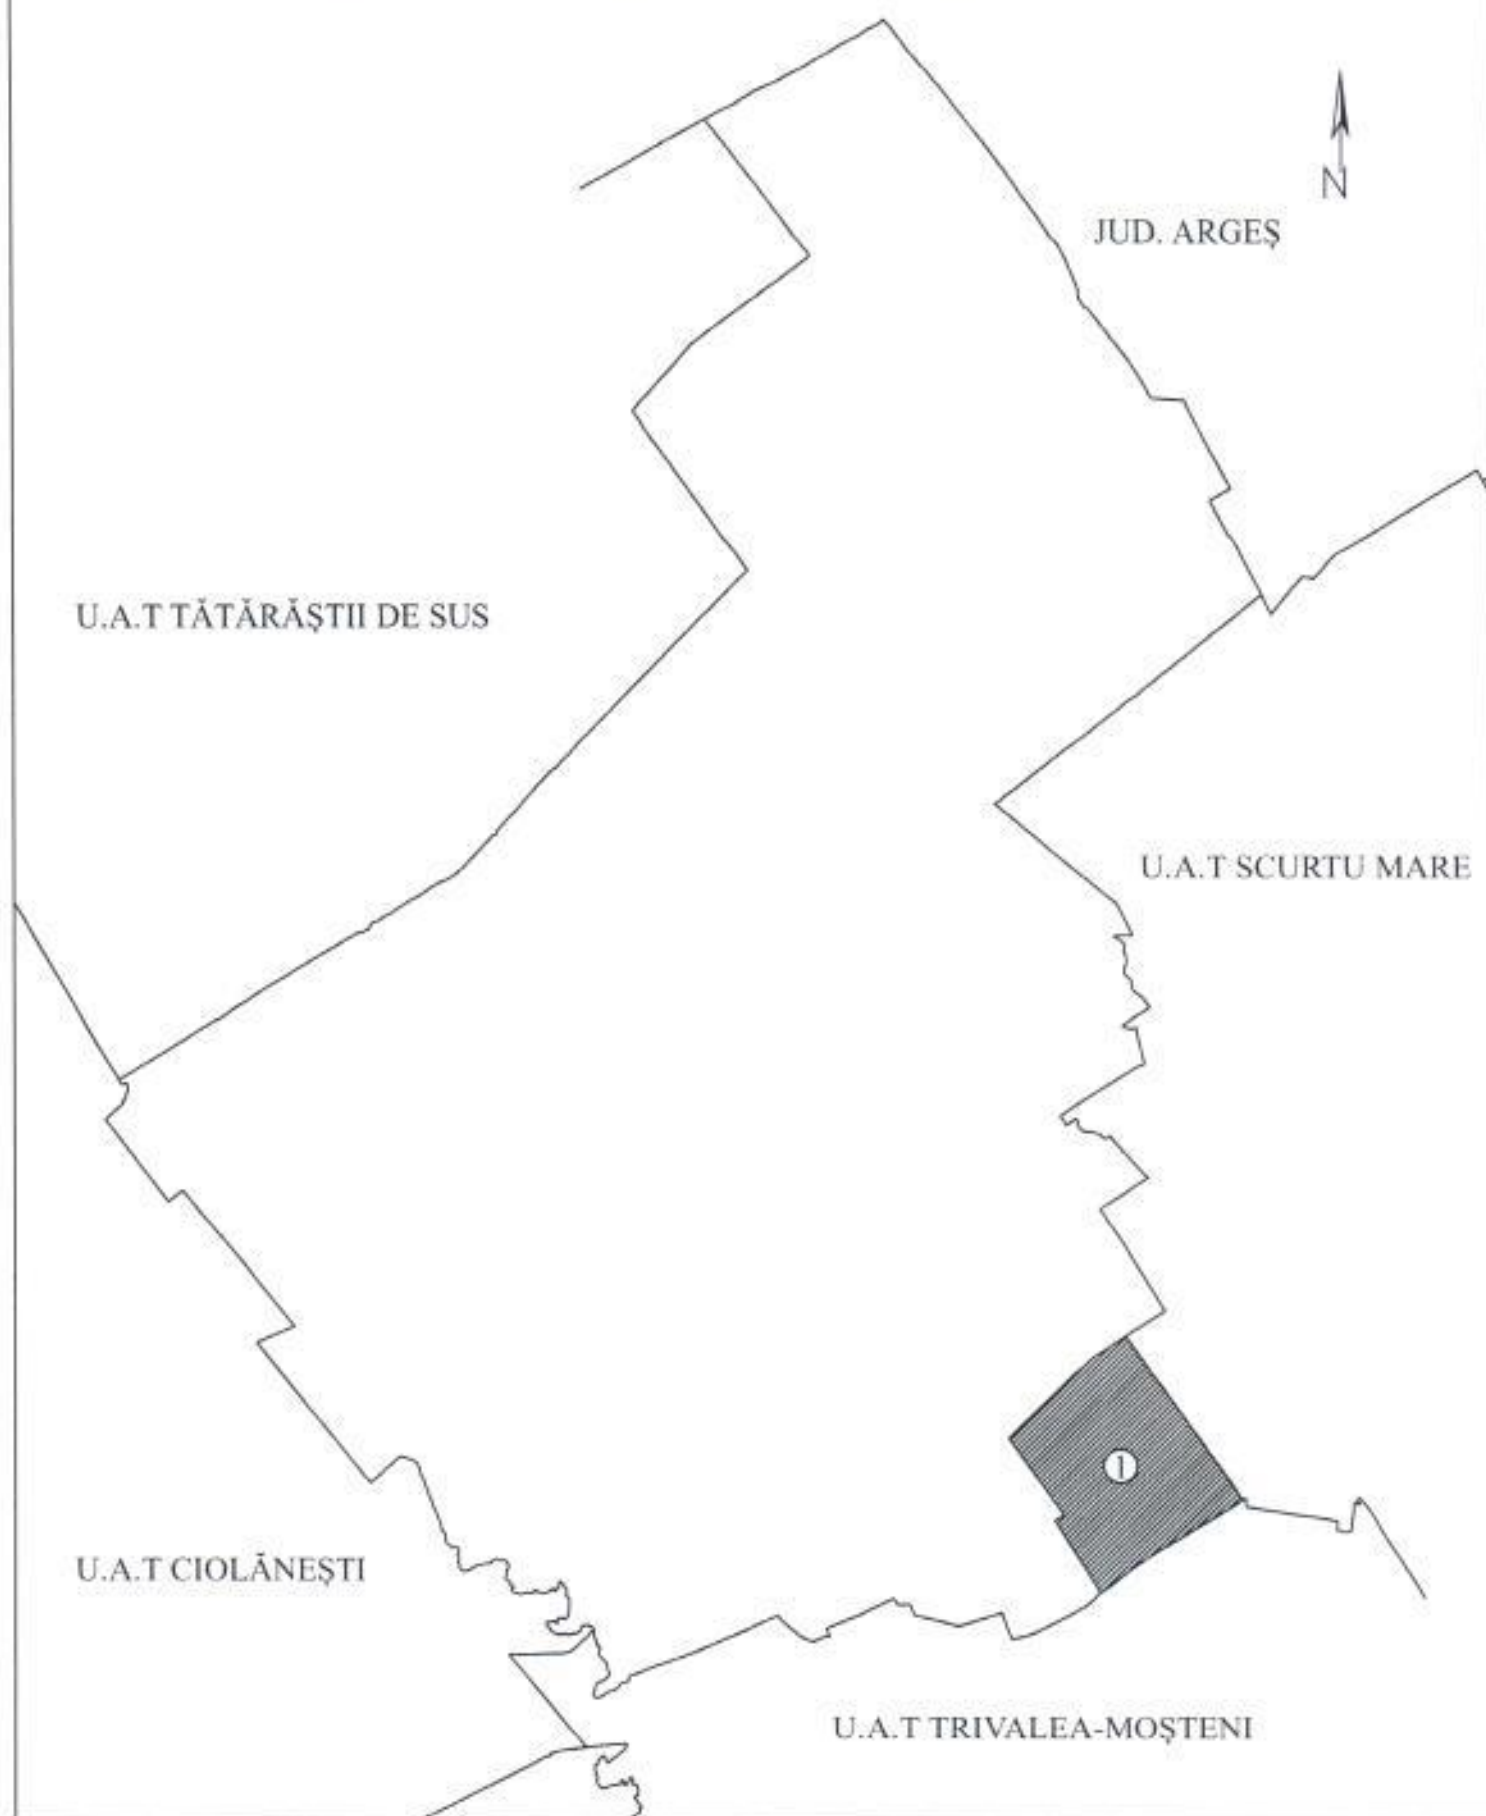 N
JUD. ARGEȘ
U.A.T TĂTĂRĂȘTII DE SUS
U.A.T SCURTU MARE
1
U.A.T CIOLĂNEȘTI
U.A.T TRIVALEA-MOȘTENI